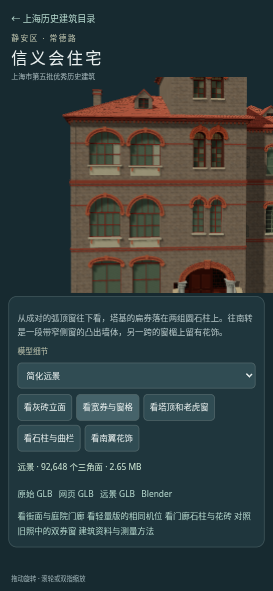 ← 上海历史建筑目录
静安区 · 常德路
信义会住宅
上海市第五批优秀历史建筑
从成对的弧顶窗往下看，塔基的扁券落在两组圆石柱上。往南转
是一段带窄侧窗的凸出墙体，另一跨的窗楣上留有花饰。
模型细节
简化远景
看灰砖立面 看宽券与窗格 看塔顶和老虎窗
看石柱与曲栏 看南翼花饰
远景 · 92,648 个三角面 · 2.65 MB
原始 GLB 网页 GLB 远景 GLB Blender
看街面与庭院门廊 看轻量版的相同机位 看门廊石柱与花砖 对照
旧照中的双券窗 建筑资料与测量方法
拖动旋转 · 滚轮或双指缩放